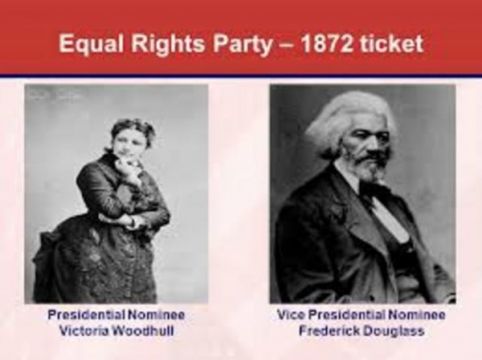 Equal Rights Party – 1872 ticket
Presidential Nominee
Victoria Woodhull
Vice Presidential Nominee
Frederick Douglass